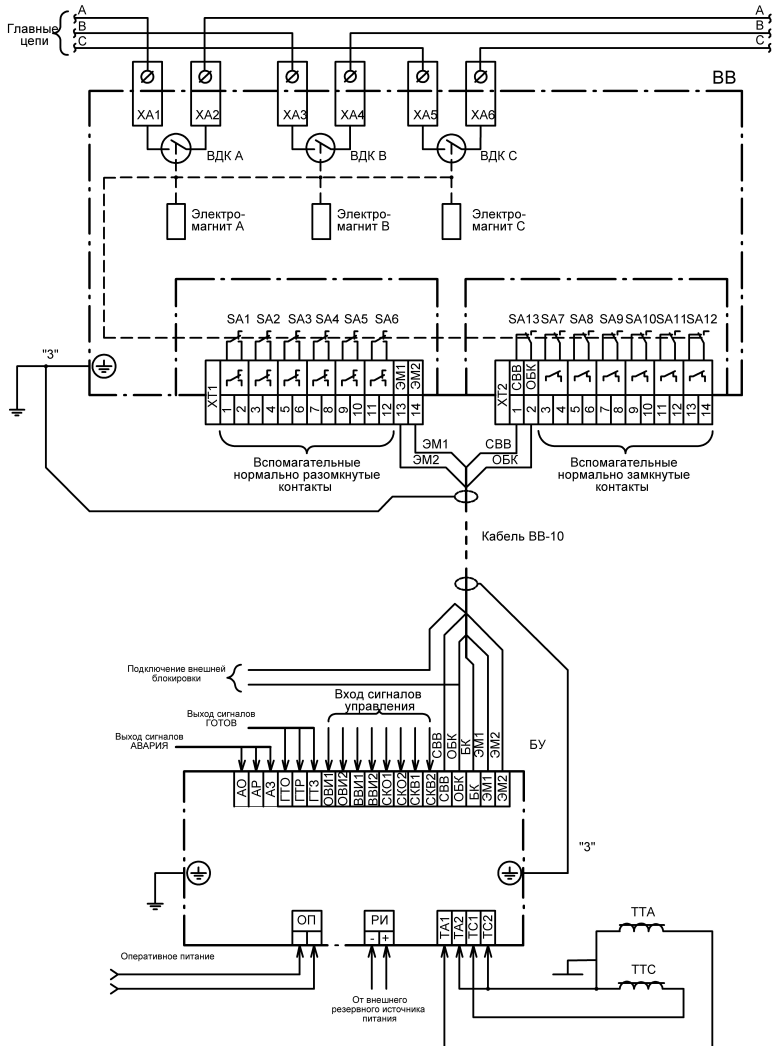 A
B
C
Главные
цепи
A
B
C
ВВ
XA1 XA2 XA3 XA4 XA5 XA6
ВДК А
ВДК В
ВДК С
Электро-
магнит А
Электро-
магнит В
Электро-
магнит С
SA1 SA2 SA3 SA4 SA5 SA6
SA13 SA7 SA8 SA9 SA10 SA11 SA12
"3"
XT1
ЭМ1
ЭМ2
1 2 3 4 5 6 7 8 9 10 11 12 13 14
XT2
СВВ
ОБК
1 2 3 4 5 6 7 8 9 10 11 12 13 14
ЭМ1
ЭМ2
СВВ
ОБК
Вспомагательные
нормально разомкнутые
контакты
Вспомагательные
нормально замкнутые
контакты
Кабель ВВ-10
Подключение внешней
блокировки
Вход сигналов
управления
Выход сигналов
ГОТОВ
Выход сигналов
АВАРИЯ
СВВ
ОБК
БК
ЭМ1
ЭМ2
БУ
АО
АР
АЗ
ГТО
ГТР
ГТЗ
ОВИ1
ОВИ2
ВВИ1
ВВИ2
СКО1
СКО2
СКВ1
СКВ2
СВВ
ОБК
БК
ЭМ1
ЭМ2
"3"
ОП
РИ
- +
ТА1
ТА2
ТС1
ТС2
ТТА
ТТС
Оперативное питание
От внешнего
резервного источника
питания